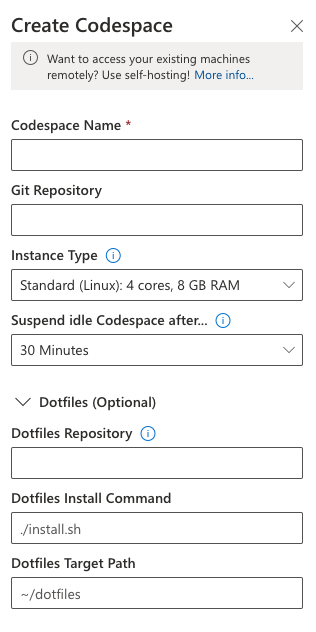 Create Codespace
Want to access your existing machines
remotely? Use self-hosting! More info...
Codespace Name *
Git Repository
Instance Type
Standard (Linux): 4 cores, 8 GB RAM
Suspend idle Codespace after...
30 Minutes
Dotfiles (Optional)
Dotfiles Repository
Dotfiles Install Command
./install.sh
Dotfiles Target Path
~/dotfiles